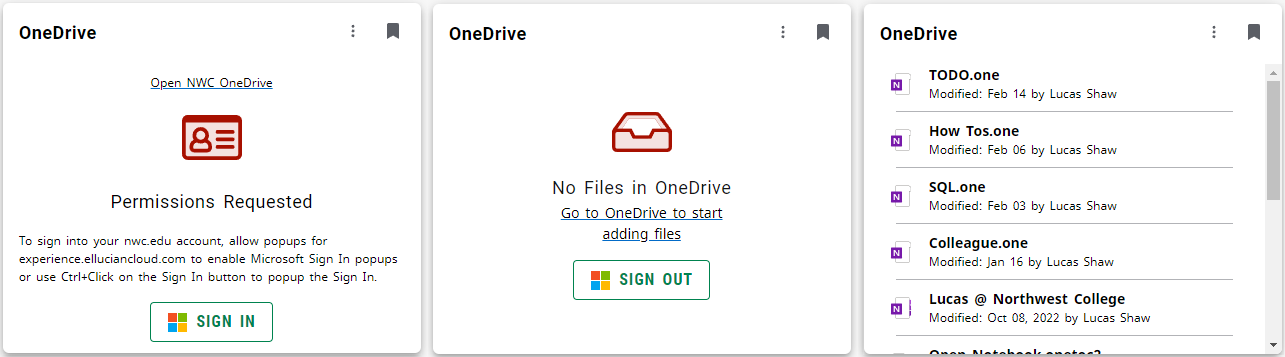 OneDrive
Open NWC OneDrive
Permissions Requested
To sign into your nwc.edu account, allow popups for
experience.elluciancloud.com to enable Microsoft Sign In popups
or use Ctrl+Click on the Sign In button to popup the Sign In.
SIGN IN
OneDrive
No Files in OneDrive
Go to OneDrive to start
adding files
SIGN OUT
OneDrive
N
TODO.one
Modified: Feb 14 by Lucas Shaw
N
How Tos.one
Modified: Feb 06 by Lucas Shaw
N
SQL.one
Modified: Feb 03 by Lucas Shaw
N
Colleague.one
Modified: Jan 16 by Lucas Shaw
N
Lucas @ Northwest College
Modified: Oct 08, 2022 by Lucas Shaw
Open Notebook.onetoc2